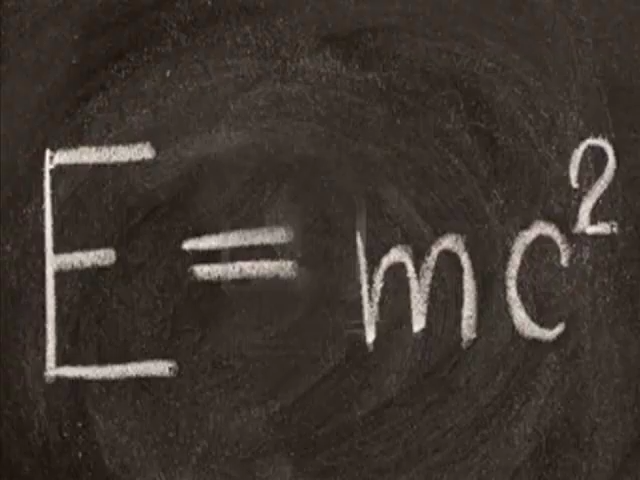 E = mc²